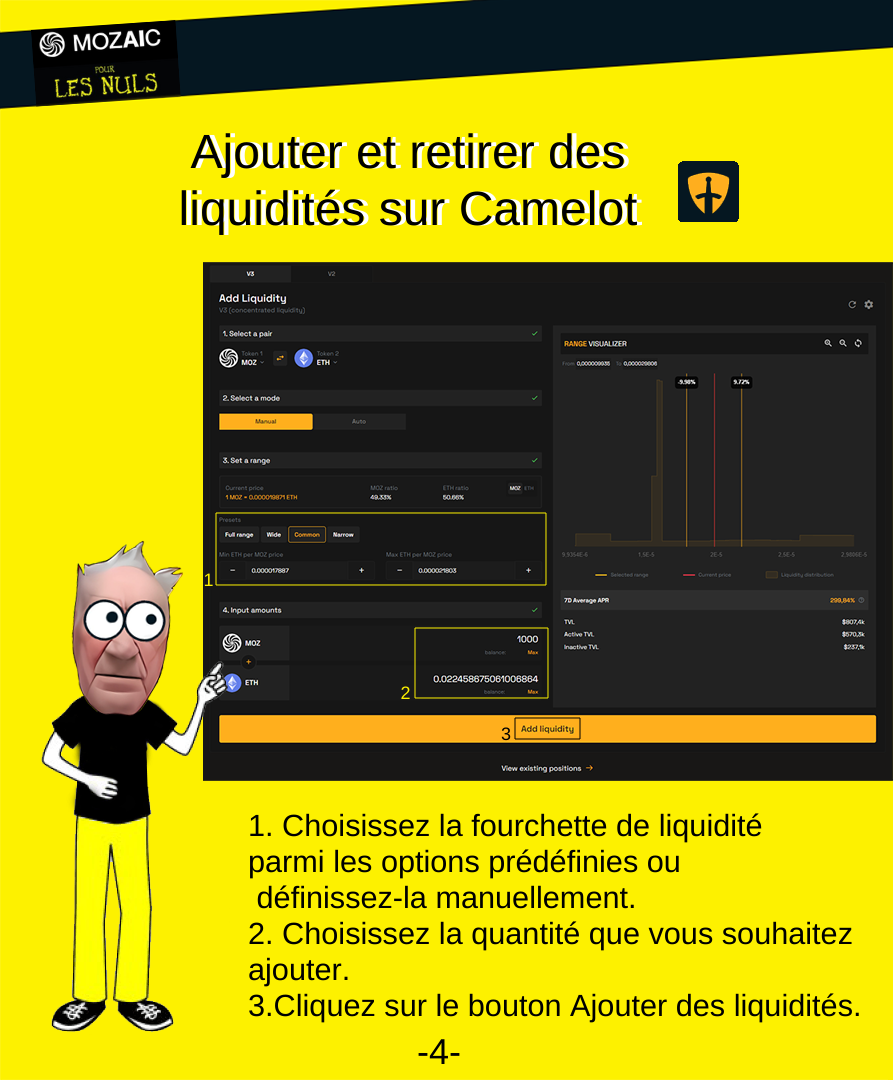 MOZAIC
POUR
LES NULS
Ajouter et retirer des
liquidités sur Camelot
V3 V2
Add Liquidity
V3 (concentrated liquidity)
1. Select a pair
Token 1 Token 2
MOZ ETH
2. Select a mode
Manual Auto
3. Set a range
Current price MOZ ratio ETH ratio MOZ ETH
1 MOZ = 0.000019871 ETH 49.33% 50.66%
Presets
Full range Wide Common Narrow
Min ETH per MOZ price Max ETH per MOZ price
- 0.000017887 + - 0.000021803 +
1
4. Input amounts
MOZ 1000
balance: Max
+
ETH 0.022458675061006864
balance: Max
2
RANGE VISUALIZER
From 0,000009935 To 0,000029806
-9.98% 9.72%
9.9354E-6 1.5E-5 2E-5 2.5E-5 2.9806E-5
Selected range Current price Liquidity distribution
7D Average APR 299,84%
TVL $807,4k
Active TVL $570,3k
Inactive TVL $237,1k
3 Add liquidity
View existing positions →
1. Choisissez la fourchette de liquidité
parmi les options prédéfinies ou
définissez-la manuellement.
2. Choisissez la quantité que vous souhaitez
ajouter.
3.Cliquez sur le bouton Ajouter des liquidités.
-4-